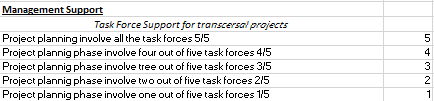 Management Support
Task Force Support for transcersal projects
Project planning involve all the task forces 5/5 5
Project plannig phase involve four out of five task forces 4/5 4
Project plannig phase involve tree out of five task forces 3/5 3
Project plannig phase involve two out of five task forces 2/5 2
Project plannig phase involve one out of five task forces 1/5 1